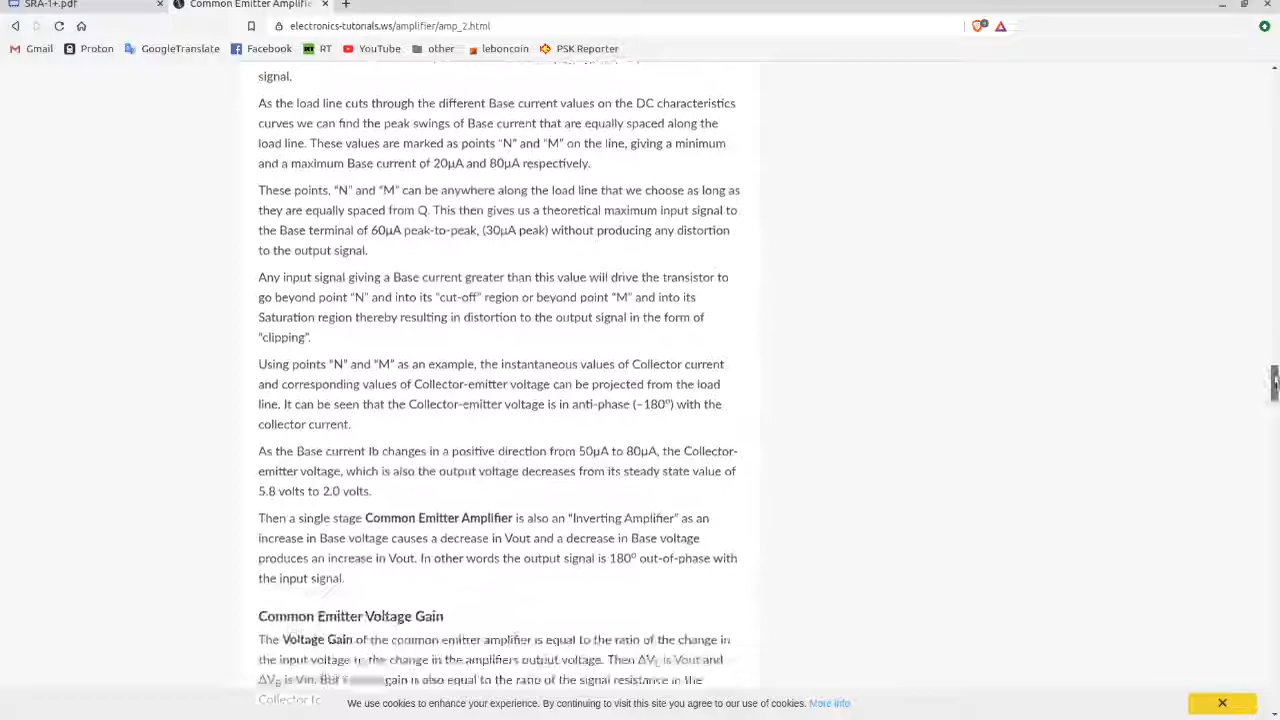 SRA-1+.pdf
Common Emitter Amplifie
electronics-tutorials.ws/amplifier/amp_2.html
Gmail Proton GoogleTranslate Facebook RT YouTube other leboncoin PSK Reporter
signal.
As the load line cuts through the different Base current values on the DC characteristics
curves we can find the peak swings of Base current that are equally spaced along the
load line. These values are marked as points “N” and “M” on the line, giving a minimum
and a maximum Base current of 20μA and 80μA respectively.
These points, “N” and “M” can be anywhere along the load line that we choose as long as
they are equally spaced from Q. This then gives us a theoretical maximum input signal to
the Base terminal of 60μA peak-to-peak, (30μA peak) without producing any distortion
to the output signal.
Any input signal giving a Base current greater than this value will drive the transistor to
go beyond point “N” and into its “cut-off” region or beyond point “M” and into its
Saturation region thereby resulting in distortion to the output signal in the form of
“clipping”.
Using points “N” and “M” as an example, the instantaneous values of Collector current
and corresponding values of Collector-emitter voltage can be projected from the load
line. It can be seen that the Collector-emitter voltage is in anti-phase (–180º) with the
collector current.
As the Base current Ib changes in a positive direction from 50μA to 80μA, the Collector-
emitter voltage, which is also the output voltage decreases from its steady state value of
5.8 volts to 2.0 volts.
Then a single stage Common Emitter Amplifier is also an “Inverting Amplifier” as an
increase in Base voltage causes a decrease in Vout and a decrease in Base voltage
produces an increase in Vout. In other words the output signal is 180º out-of-phase with
the input signal.
Common Emitter Voltage Gain
The Voltage Gain of the common emitter amplifier is equal to the ratio of the change in
the input voltage to the change in the amplifiers output voltage. Then ΔVL is Vout and
ΔVB is Vin. But gain is also equal to the ratio of the signal resistance in the
Collector to
We use cookies to enhance your experience. By continuing to visit this site you agree to our use of cookies. More info